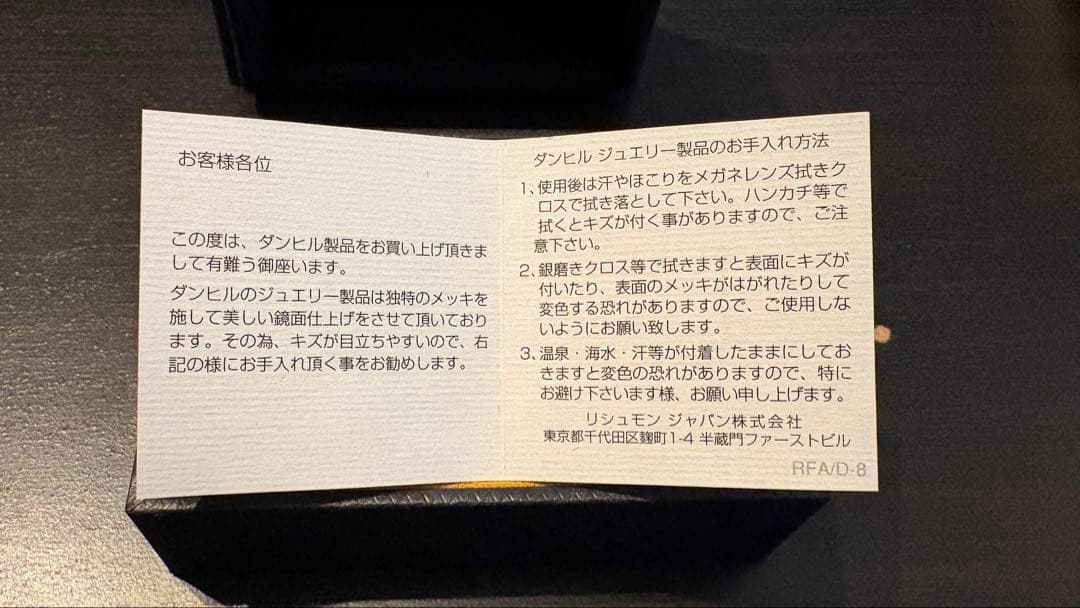 お客様各位
この度は、ダンヒル製品をお買い上げ頂きま
して有難う御座います。
ダンヒルのジュエリー製品は独特のメッキを
施して美しい鏡面仕上げをさせて頂いており
ます。その為、キズが目立ちやすいので、右
記の様にお手入れ頂く事をお勧めします。
ダンヒル ジュエリー製品のお手入れ方法
1、使用後は汗やほこりをメガネレンズ拭きク
ロスで拭き落として下さい。ハンカチ等で
拭くとキズが付く事がありますので、ご注
意下さい。
2、銀磨きクロス等で拭きますと表面にキズが
付いたり、表面のメッキがはがれたりして
変色する恐れがありますので、ご使用しな
いようにお願い致します。
3、温泉・海水・汗等が付着したままにしてお
きますと変色の恐れがありますので、特に
お避け下さいます様、お願い申し上げます。
リシュモン ジャパン株式会社
東京都千代田区麹町1-4 半蔵門ファーストビル
RFA/D-8